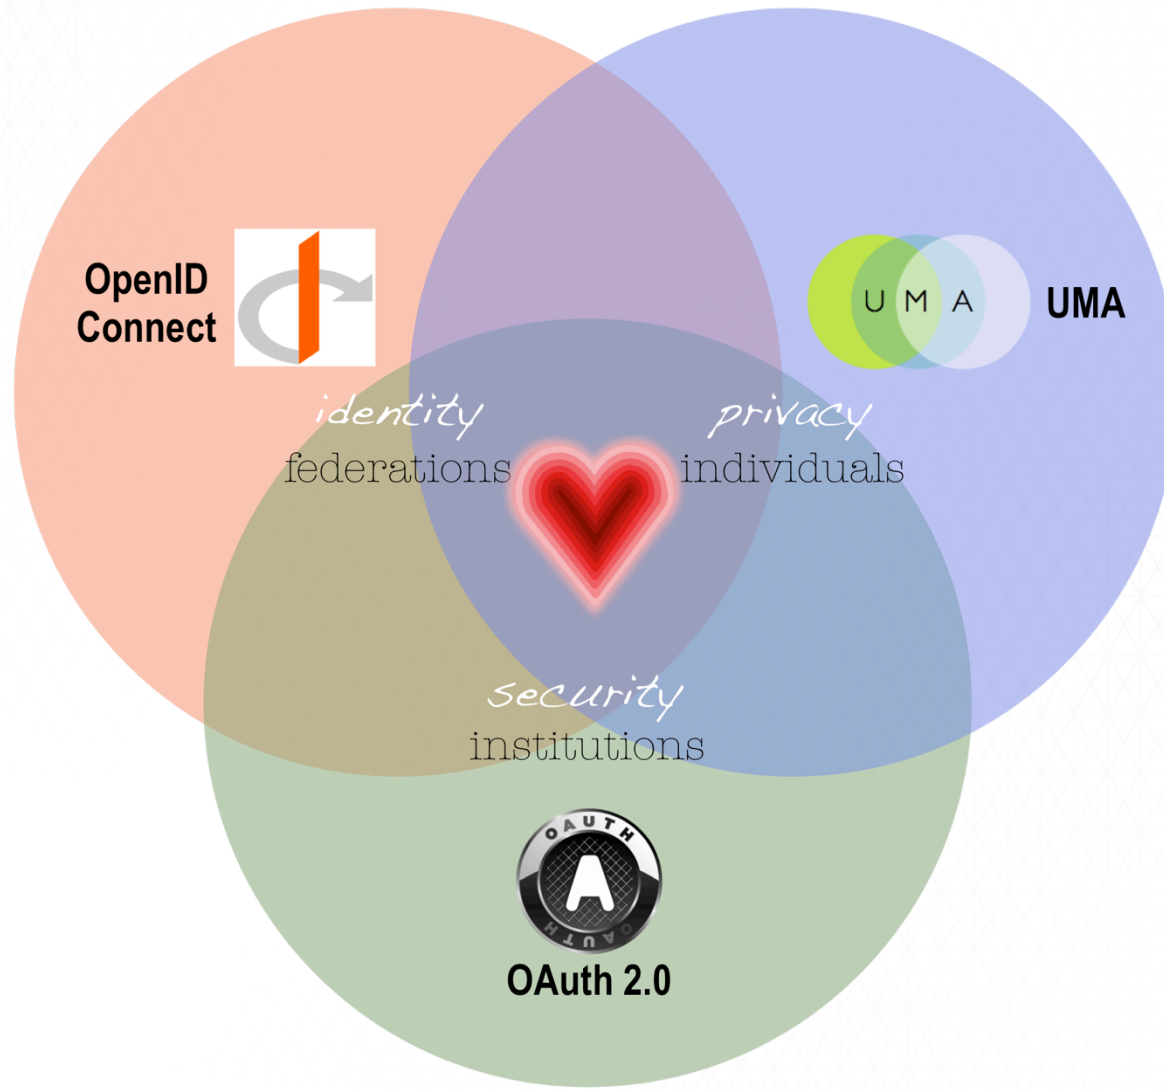 OpenID
Connect
U M A
UMA
identity
federations
privacy
individuals
security
institutions
OAUTH
A
OAUTH
OAuth 2.0